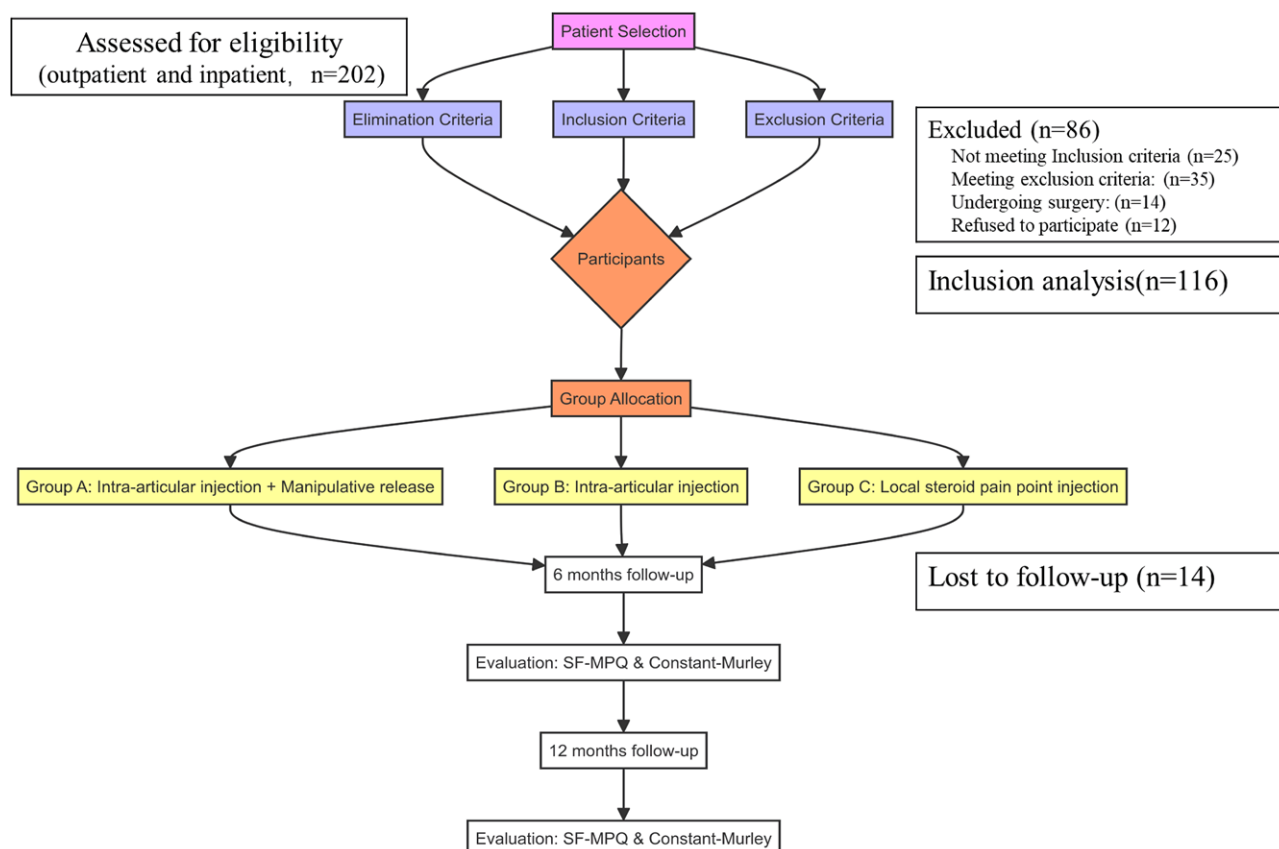 Patient Selection
Assessed for eligibility
(outpatient and inpatient, n=202)
Elimination Criteria
Inclusion Criteria
Exclusion Criteria
Excluded (n=86)
Not meeting Inclusion criteria (n=25)
Meeting exclusion criteria: (n=35)
Undergoing surgery: (n=14)
Refused to participate (n=12)
Participants
Inclusion analysis(n=116)
Group Allocation
Group A: Intra-articular injection + Manipulative release
Group B: Intra-articular injection
Group C: Local steroid pain point injection
6 months follow-up
Lost to follow-up (n=14)
Evaluation: SF-MPQ & Constant-Murley
12 months follow-up
Evaluation: SF-MPQ & Constant-Murley